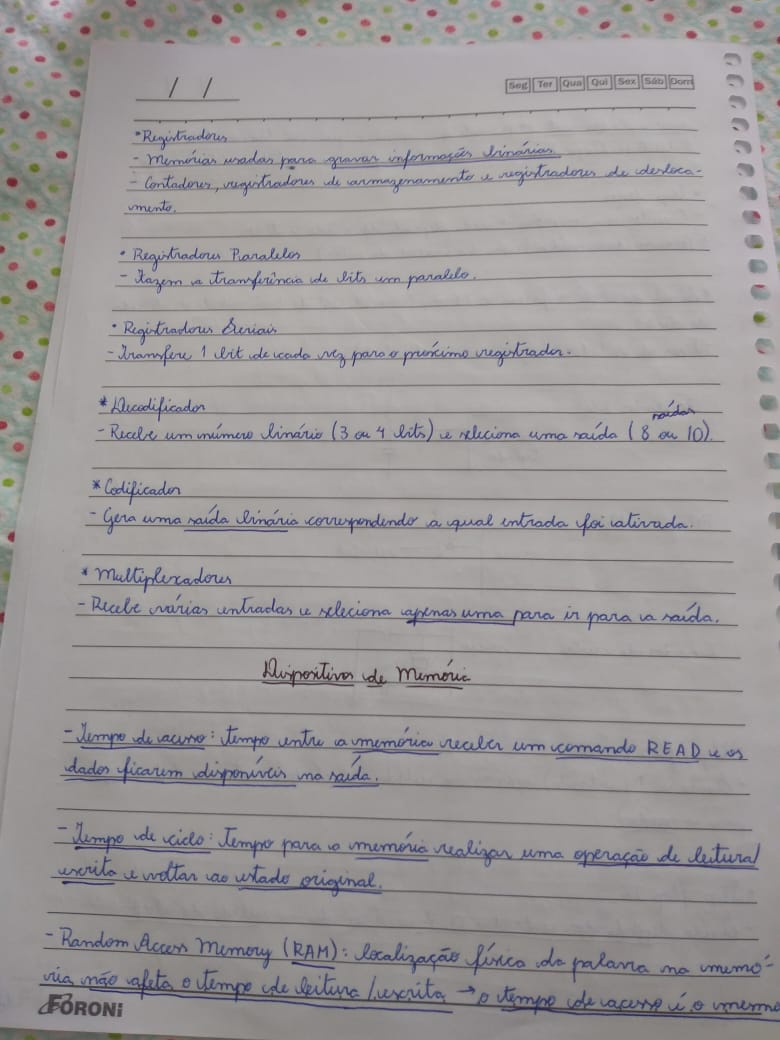 / /
Seg Ter Qua Qui Sex Sáb Dom
* Registradores
- Memórias usadas para gravar informações binárias
- Contadores, registradores de armazenamento e registradores de desloca-
mento.
• Registradores Paralelos
- Fazem a transferência de bits em paralelo.
• Registradores Seriais
- Transfere 1 bit de cada vez para o próximo registrador.
* Decodificador
saídas
- Recebe um número binário (3 ou 4 bits) e seleciona uma saída (8 ou 10).
* Codificador
- Gera uma saída binária correspondendo a qual entrada foi ativada.
* Multiplexadores
- Recebe várias entradas e seleciona apenas uma para ir para a saída.
Dispositivos de Memória
- Tempo de acesso: tempo entre a memória receber um comando READ e os
dados ficarem disponíveis na saída.
- Tempo de ciclo: Tempo para a memória realizar uma operação de leitura/
escrita e voltar ao estado original.
- Random Access Memory (RAM): localização física da palavra na memó-
ria não afeta o tempo de leitura/escrita → o tempo de acesso é o mesmo
FORONI